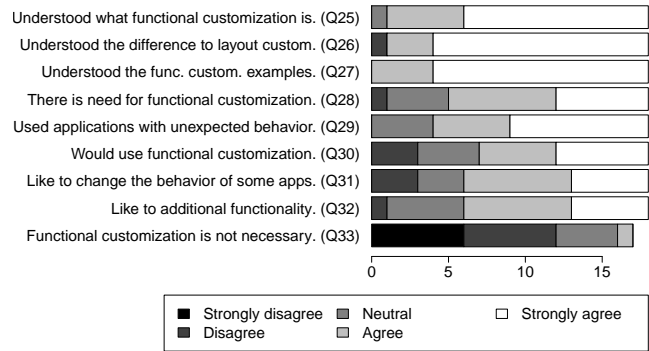 Understood what functional customization is. (Q25)
Understood the difference to layout custom. (Q26)
Understood the func. custom. examples. (Q27)
There is need for functional customization. (Q28)
Used applications with unexpected behavior. (Q29)
Would use functional customization. (Q30)
Like to change the behavior of some apps. (Q31)
Like to additional functionality. (Q32)
Functional customization is not necessary. (Q33)
0 5 10 15
Strongly disagree Neutral Strongly agree
Disagree Agree